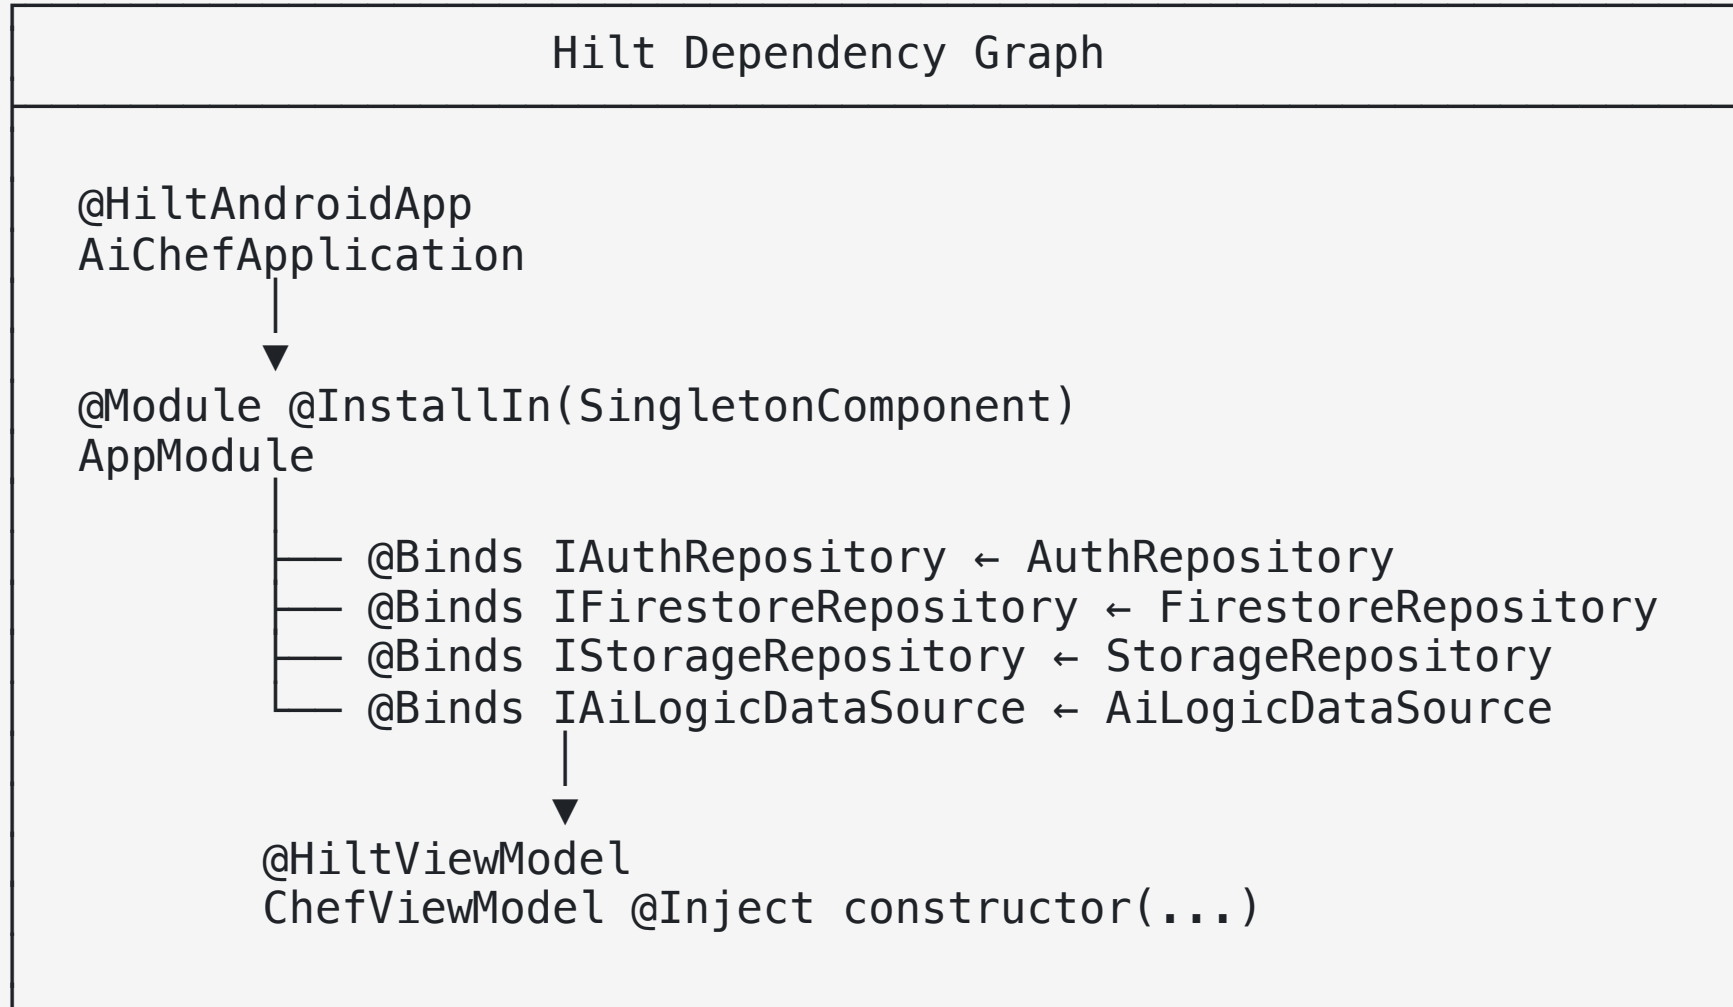 Hilt Dependency Graph
@HiltAndroidApp
AiChefApplication
@Module @InstallIn(SingletonComponent)
AppModule
@Binds IAuthRepository ← AuthRepository
@Binds IFirestoreRepository ← FirestoreRepository
@Binds IStorageRepository ← StorageRepository
@Binds IAiLogicDataSource ← AiLogicDataSource
@HiltViewModel
ChefViewModel @Inject constructor(...)